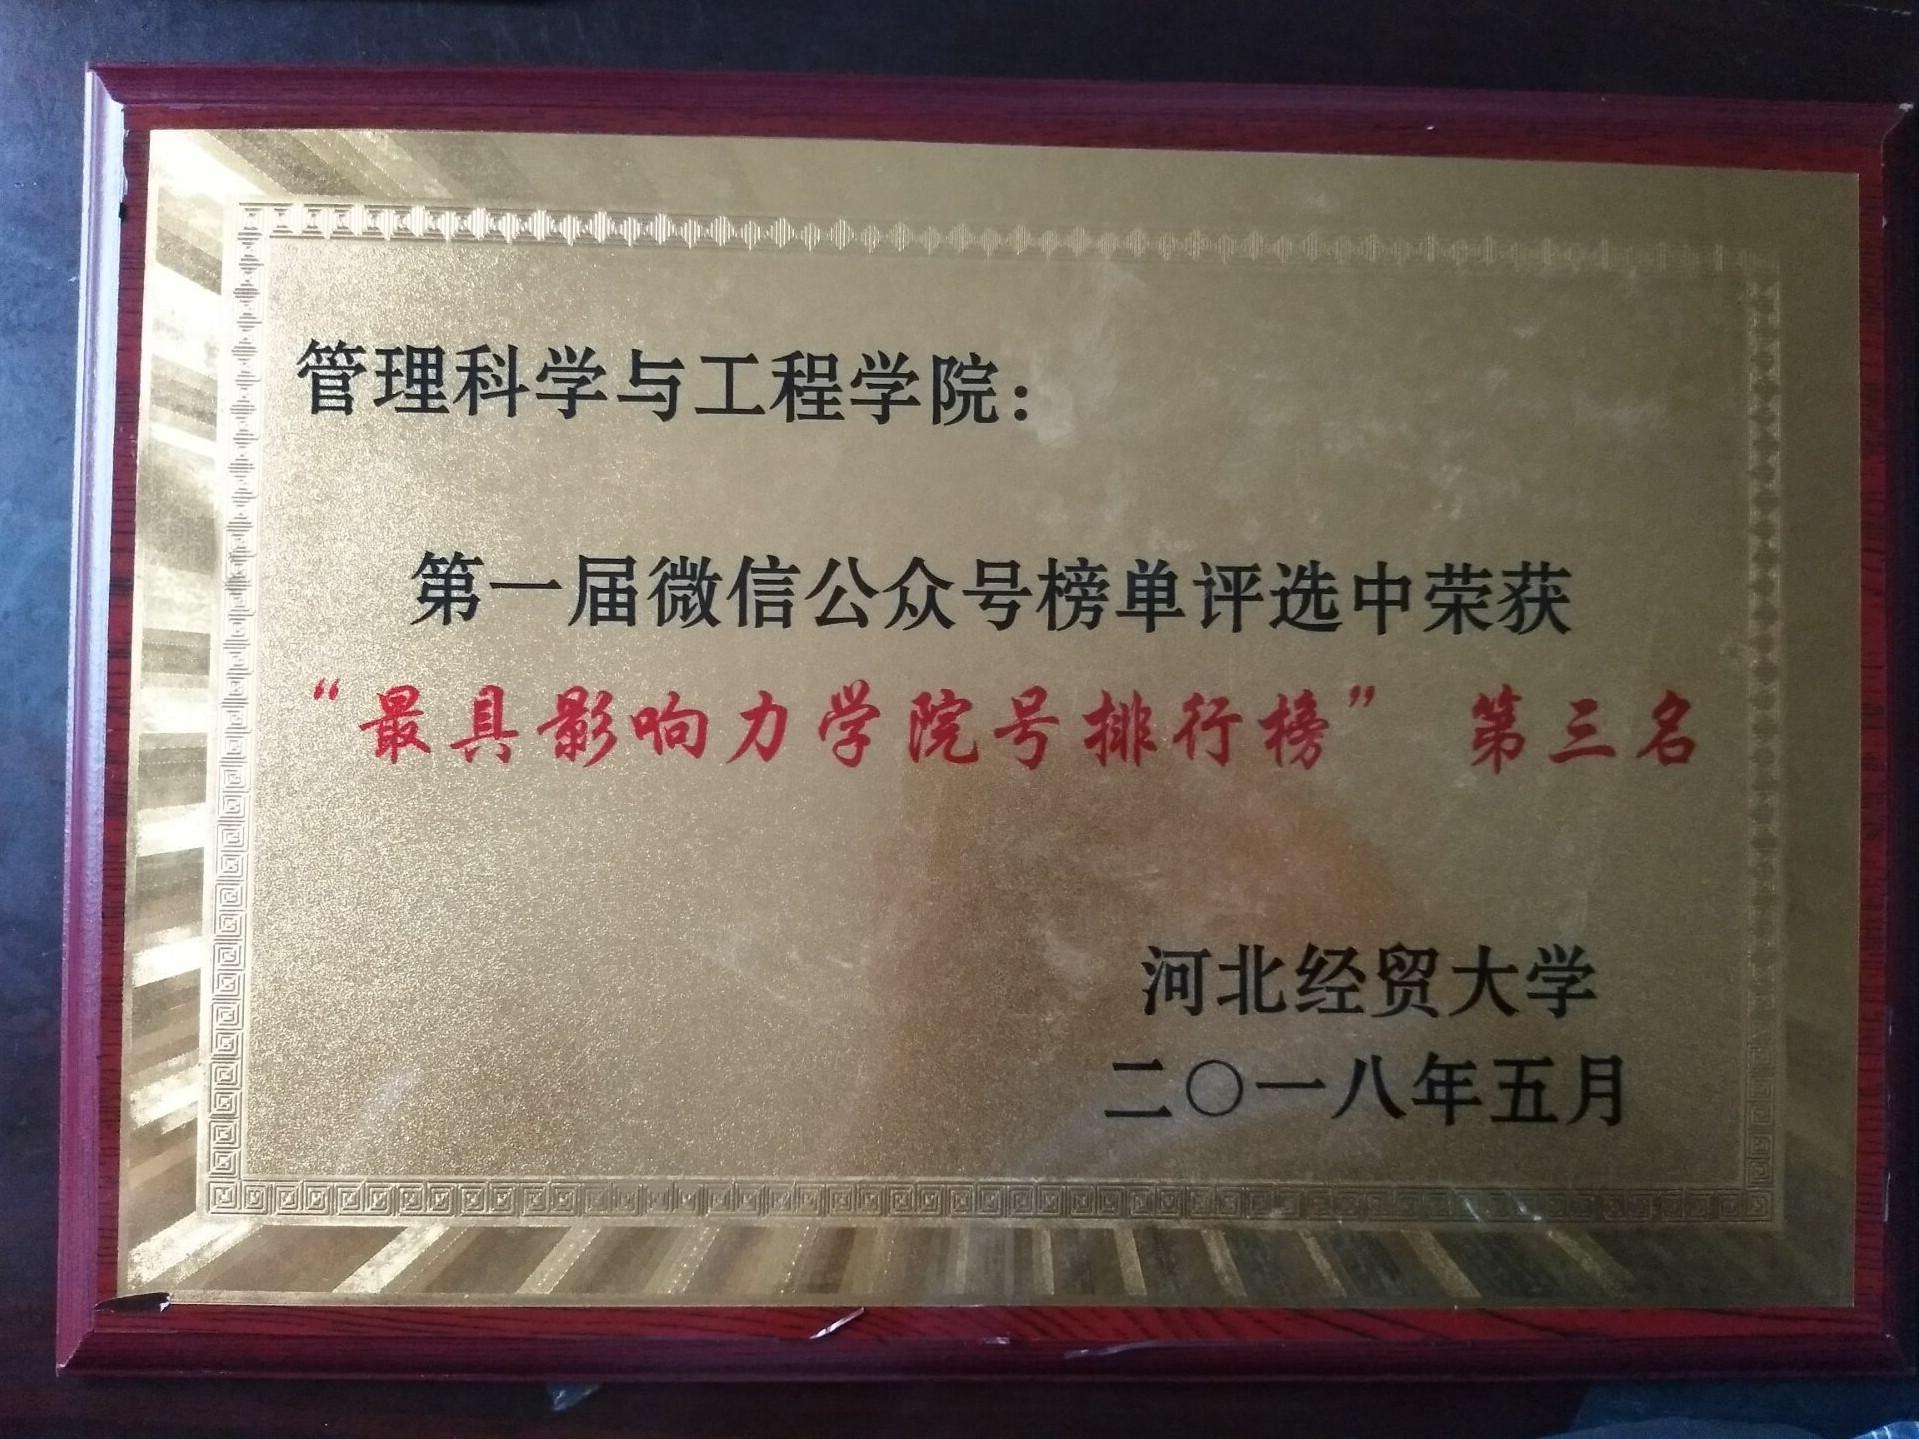 管理科学与工程学院：
第一届微信公众号榜单评选中荣获
“最具影响力学院号排行榜” 第三名
河北经贸大学
二〇一八年五月